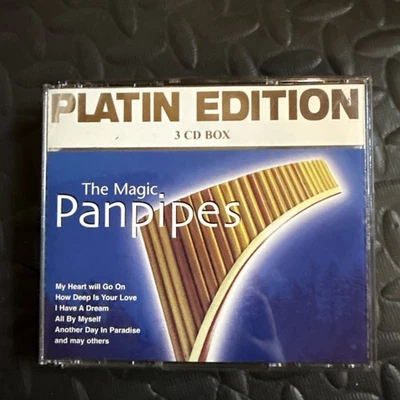 PLATIN EDITION
3 CD BOX
The Magic
Panpipes
My Heart will Go On
How Deep Is Your Love
I Have A Dream
All By Myself
Another Day In Paradise
and may others